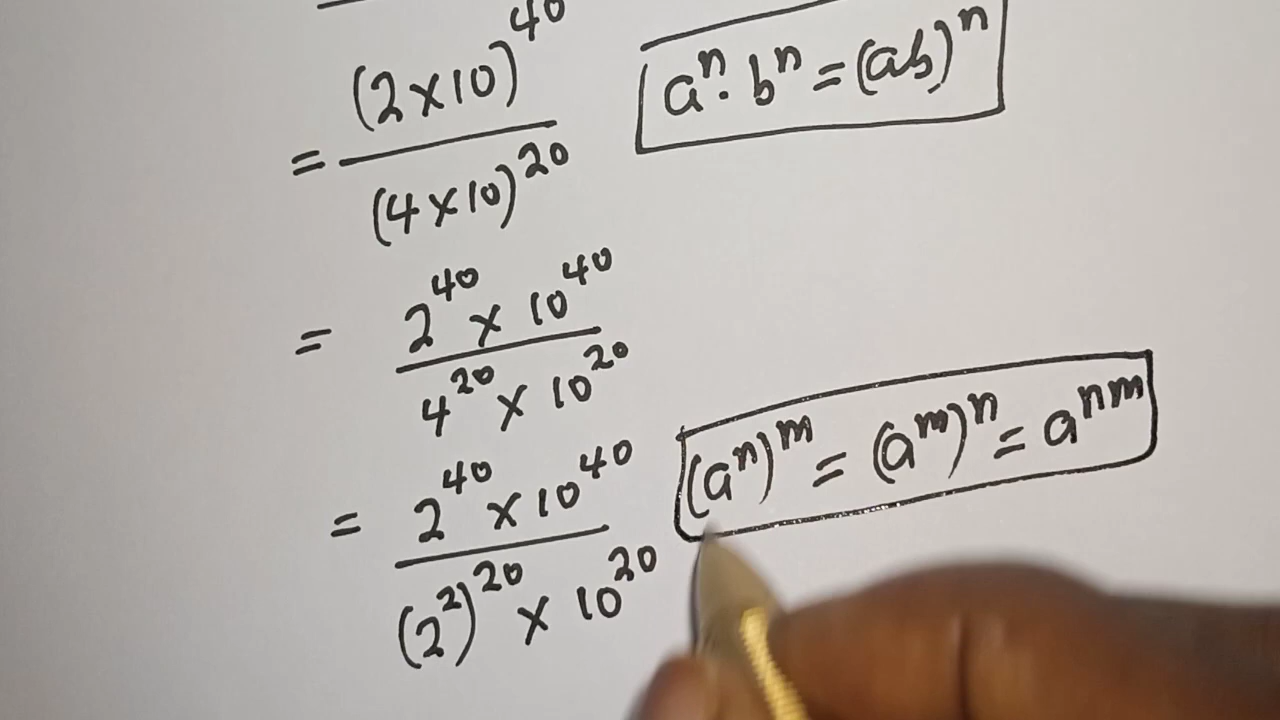 = (2×10)^40 / (4×10)^20
a^n · b^n = (ab)^n
= 2^40 × 10^40 / 4^20 × 10^20
= 2^40 × 10^40 / (2^2)^20 × 10^20
(a^n)^m = (a^m)^n = a^nm